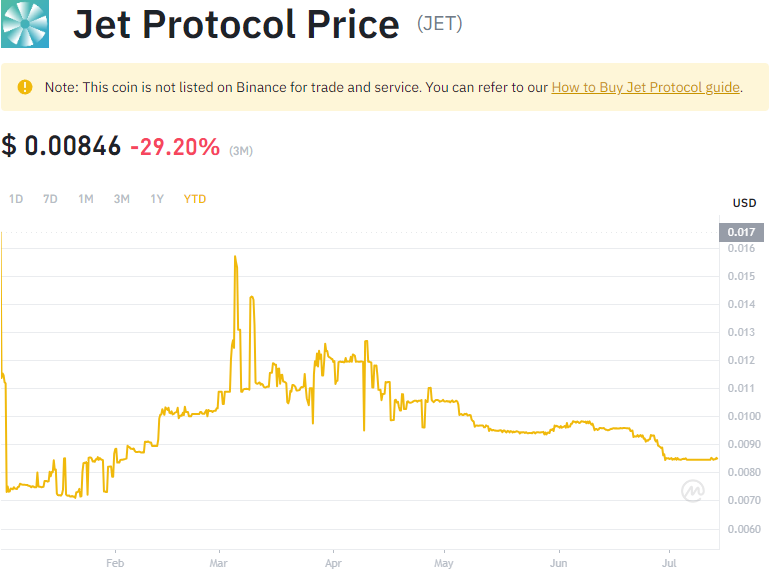 Jet Protocol Price (JET)
Note: This coin is not listed on Binance for trade and service. You can refer to our How to Buy Jet Protocol guide.
$ 0.00846 -29.20% (3M)
1D 7D 1M 3M 1Y YTD
USD
0.017
0.016
0.015
0.014
0.013
0.012
0.011
0.0100
0.0090
0.0080
0.0070
0.0060
Feb Mar Apr May Jun Jul